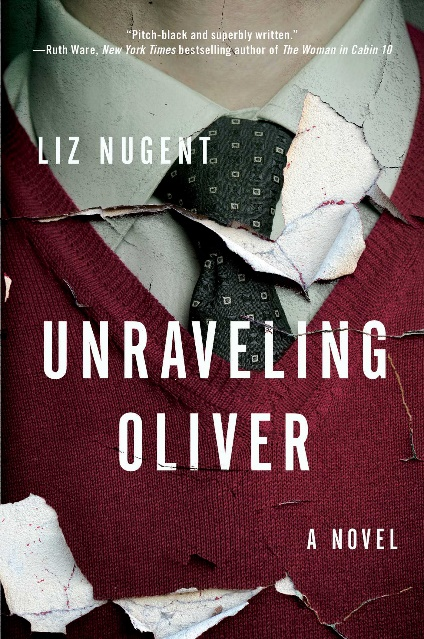 “Pitch-black and superbly written.”
—Ruth Ware, New York Times bestselling author of The Woman in Cabin 10
LIZ NUGENT
UNRAVELING
OLIVER
A NOVEL